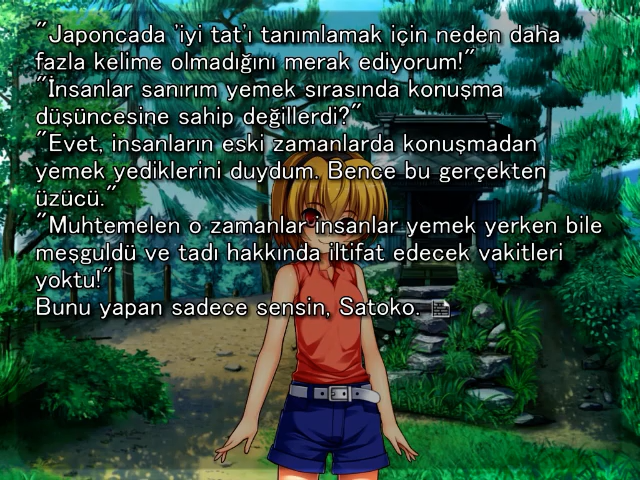 "Japoncada 'iyi tat'ı tanımlamak için neden daha
fazla kelime olmadığını merak ediyorum!"
"İnsanlar sanırım yemek sırasında konuşma
düşüncesine sahip değillerdi?"
"Evet, insanların eski zamanlarda konuşmadan
yemek yediklerini duydum. Bence bu gerçekten
üzücü."
"Muhtemelen o zamanlar insanlar yemek yerken bile
meşguldü ve tadı hakkında iltifat edecek vakitleri
yoktu!"
Bunu yapan sadece sensin, Satoko.